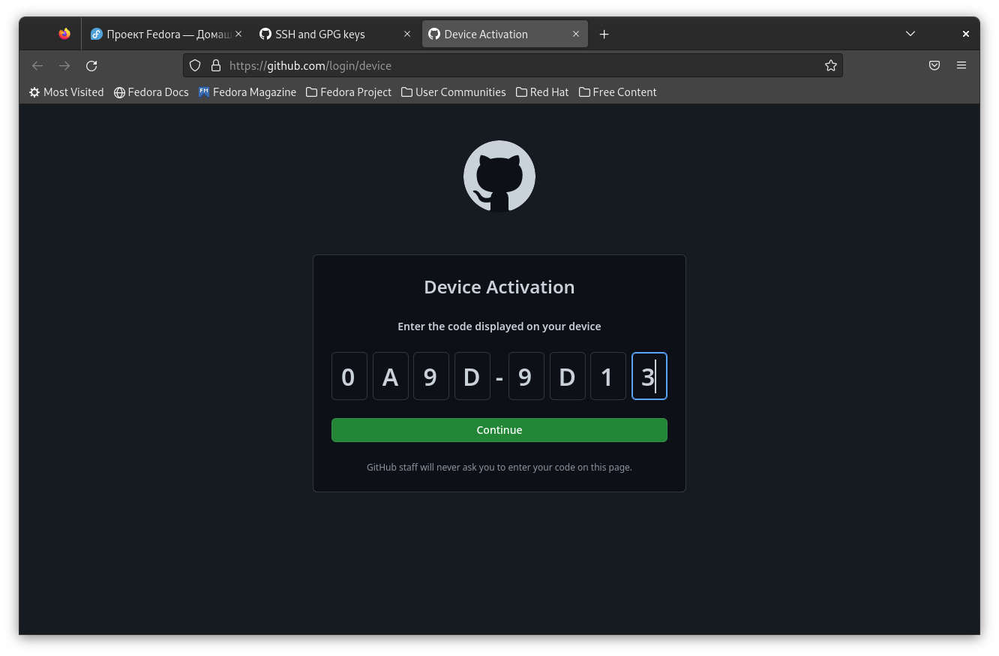 Проект Fedora — Домаш
SSH and GPG keys
Device Activation
https://github.com/login/device
Most Visited Fedora Docs Fedora Magazine Fedora Project User Communities Red Hat Free Content
Device Activation
Enter the code displayed on your device
0 A 9 D - 9 D 1 3
Continue
GitHub staff will never ask you to enter your code on this page.